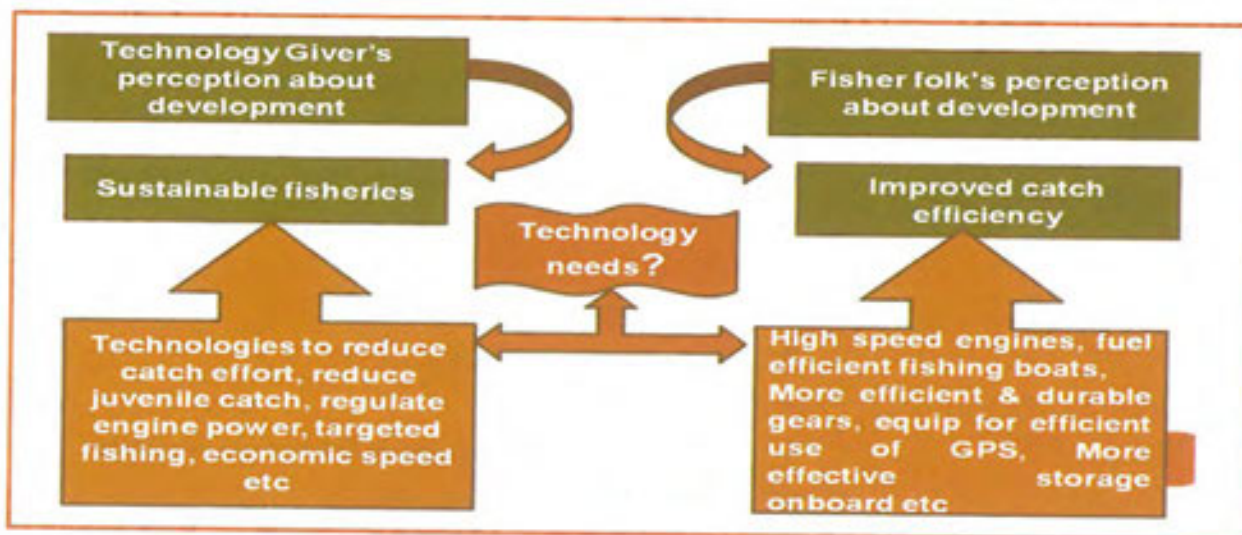 Technology Giver's
perception about
development
Fisher folk's perception
about development
Sustainable fisheries
Improved catch
efficiency
Technology
needs?
Technologies to reduce
catch effort, reduce
juvenile catch, regulate
engine power, targeted
fishing, economic speed
etc
High speed engines, fuel
efficient fishing boats,
More efficient & durable
gears, equip for efficient
use of GPS, More
effective storage
onboard etc